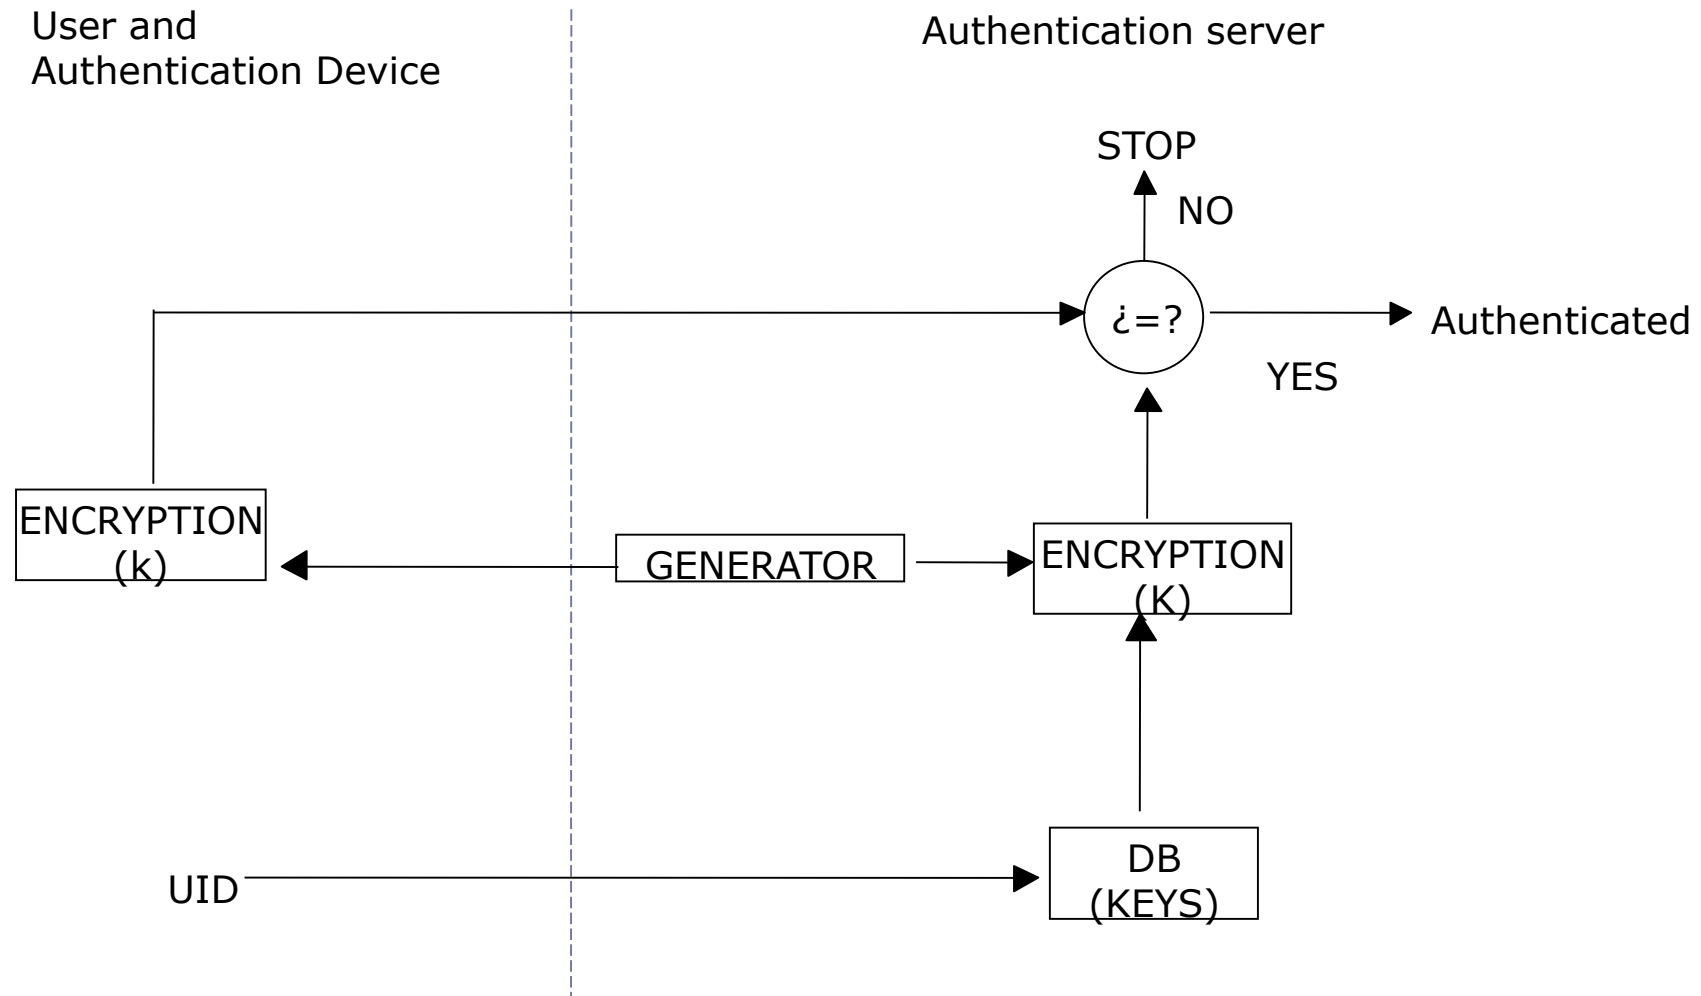 User and
Authentication Device
Authentication server
STOP
NO
¿=?
Authenticated
YES
ENCRYPTION
(k)
GENERATOR
ENCRYPTION
(K)
DB
(KEYS)
UID